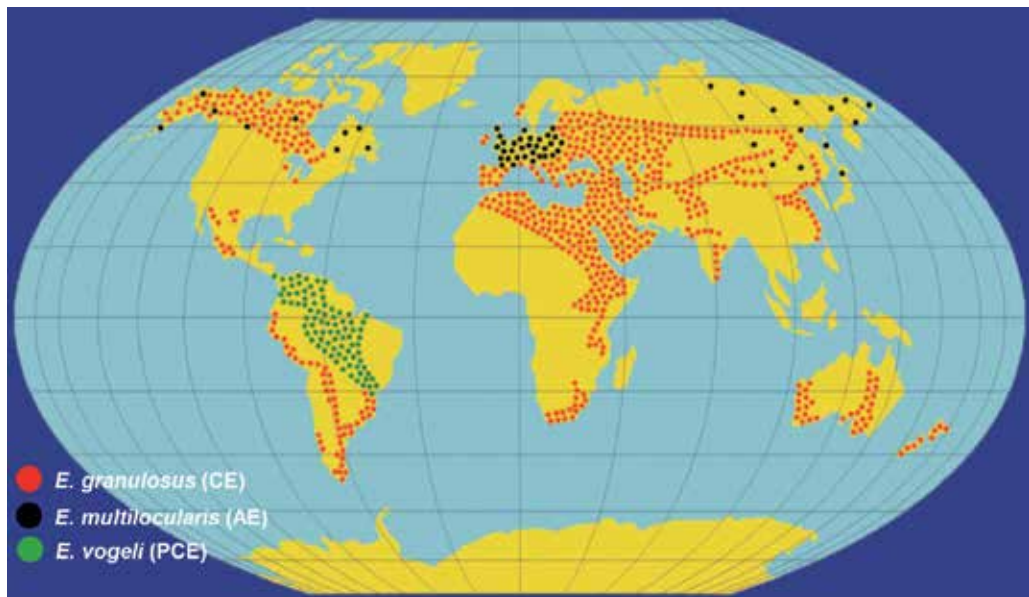 E. granulosus (CE)
E. multilocularis (AE)
E. vogeli (PCE)